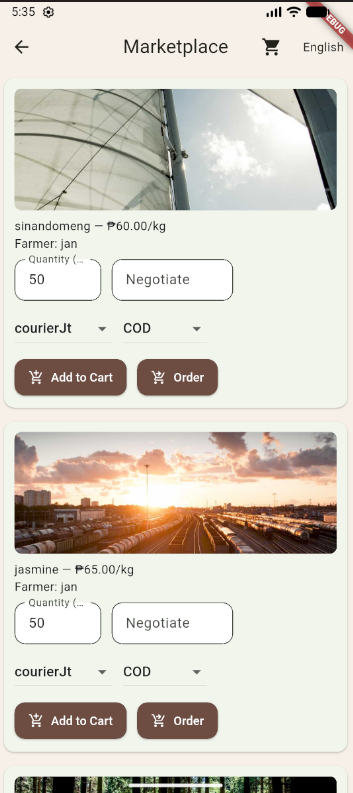 5:35
DEBUG
Marketplace
English
sinandomeng — ₱60.00/kg
Farmer: jan
Quantity (...
50
Negotiate
courierJt
COD
Add to Cart
Order
jasmine — ₱65.00/kg
Farmer: jan
Quantity (...
50
Negotiate
courierJt
COD
Add to Cart
Order